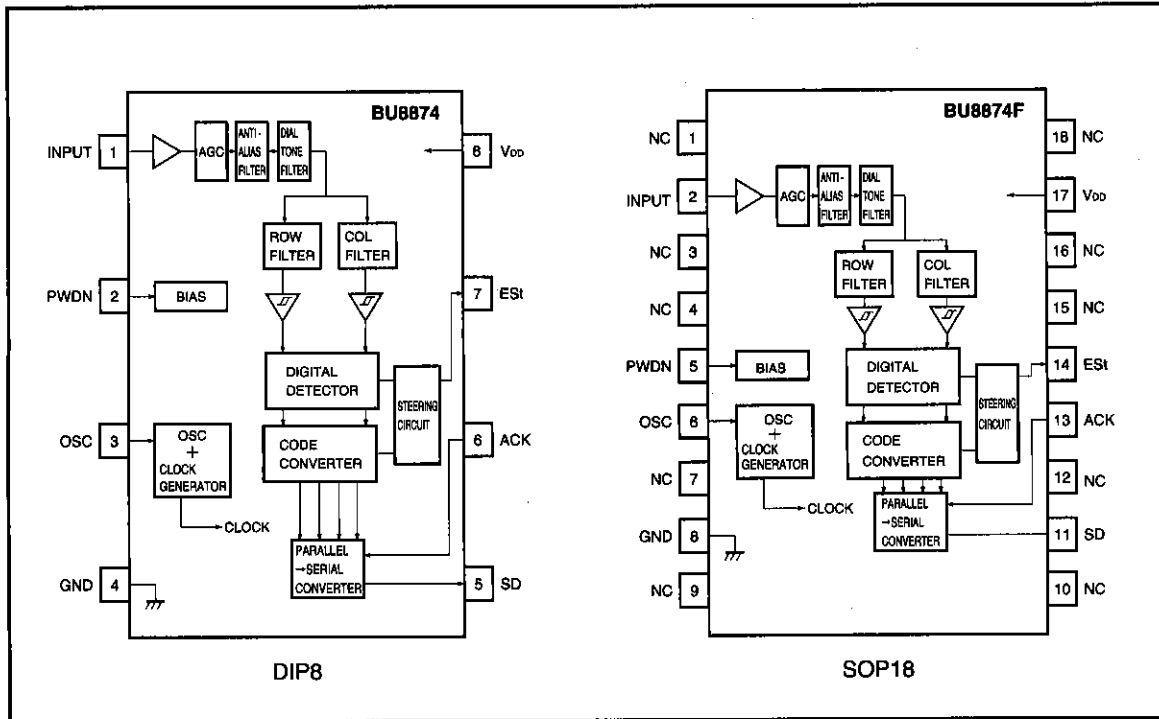 BU8874
INPUT 1
AGC
ANTI-
ALIAS
FILTER
DIAL
TONE
FILTER
8 VDD
ROW
FILTER
COL
FILTER
PWDN 2
BIAS
7 ESt
DIGITAL
DETECTOR
STEERING
CIRCUIT
OSC 3
OSC
+
CLOCK
GENERATOR
CODE
CONVERTER
6 ACK
CLOCK
PARALLEL
→SERIAL
CONVERTER
GND 4
5 SD
DIP8
BU8874F
NC 1
18 NC
INPUT 2
AGC
ANTI-
ALIAS
FILTER
DIAL
TONE
FILTER
17 VDD
NC 3
ROW
FILTER
COL
FILTER
16 NC
NC 4
15 NC
PWDN 5
BIAS
DIGITAL
DETECTOR
STEERING
CIRCUIT
14 ESt
OSC 6
OSC
+
CLOCK
GENERATOR
CODE
CONVERTER
13 ACK
NC 7
12 NC
CLOCK
PARALLEL
→SERIAL
CONVERTER
GND 8
11 SD
NC 9
10 NC
SOP18